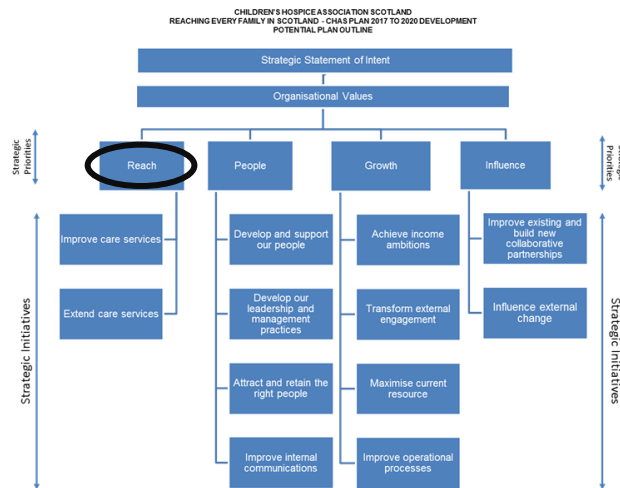 CHILDREN'S HOSPICE ASSOCIATION SCOTLAND
REACHING EVERY FAMILY IN SCOTLAND - CHAS PLAN 2017 TO 2020 DEVELOPMENT
POTENTIAL PLAN OUTLINE
Strategic Statement of Intent
Organisational Values
Strategic
Priorities
Reach
People
Growth
Influence
Priorities
Strategic Initiatives
Improve care services
Develop and support
our people
Achieve income
ambitions
Improve existing and
build new
collaborative
partnerships
Strategic Initiatives
Extend care services
Develop our
leadership and
management
practices
Transform external
engagement
Influence external
change
Attract and retain the
right people
Maximise current
resource
Improve internal
communications
Improve operational
processes